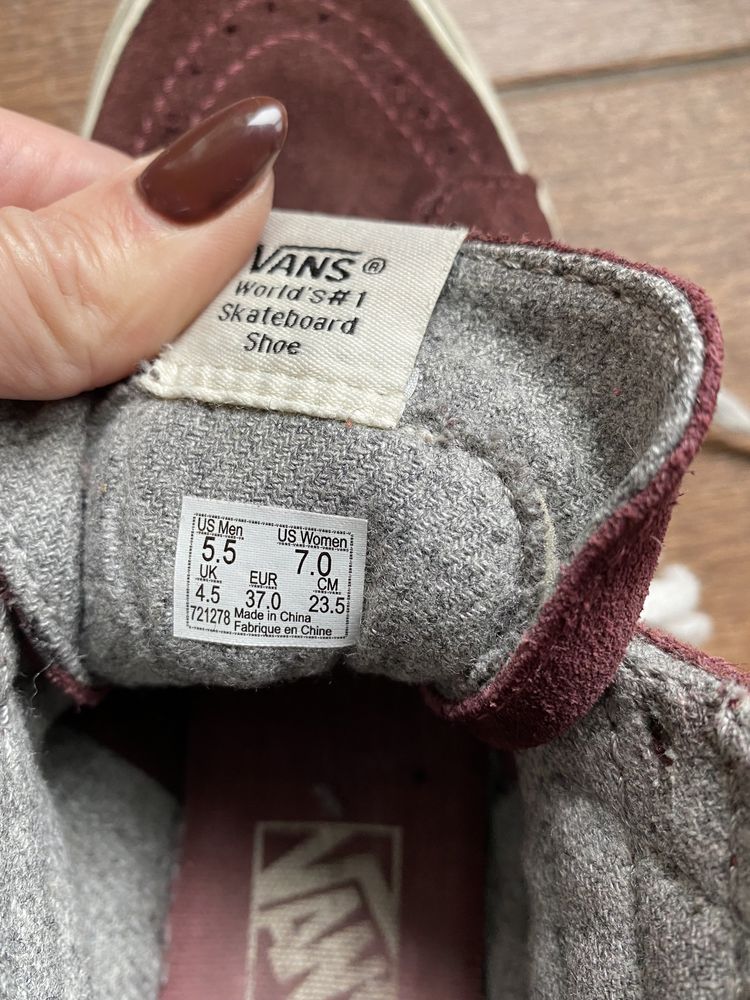 VANS®
World's#1
Skateboard
Shoe
US Men US Women
5.5 7.0
UK EUR CM
4.5 37.0 23.5
721278 Made in China
Fabrique en Chine
VANS